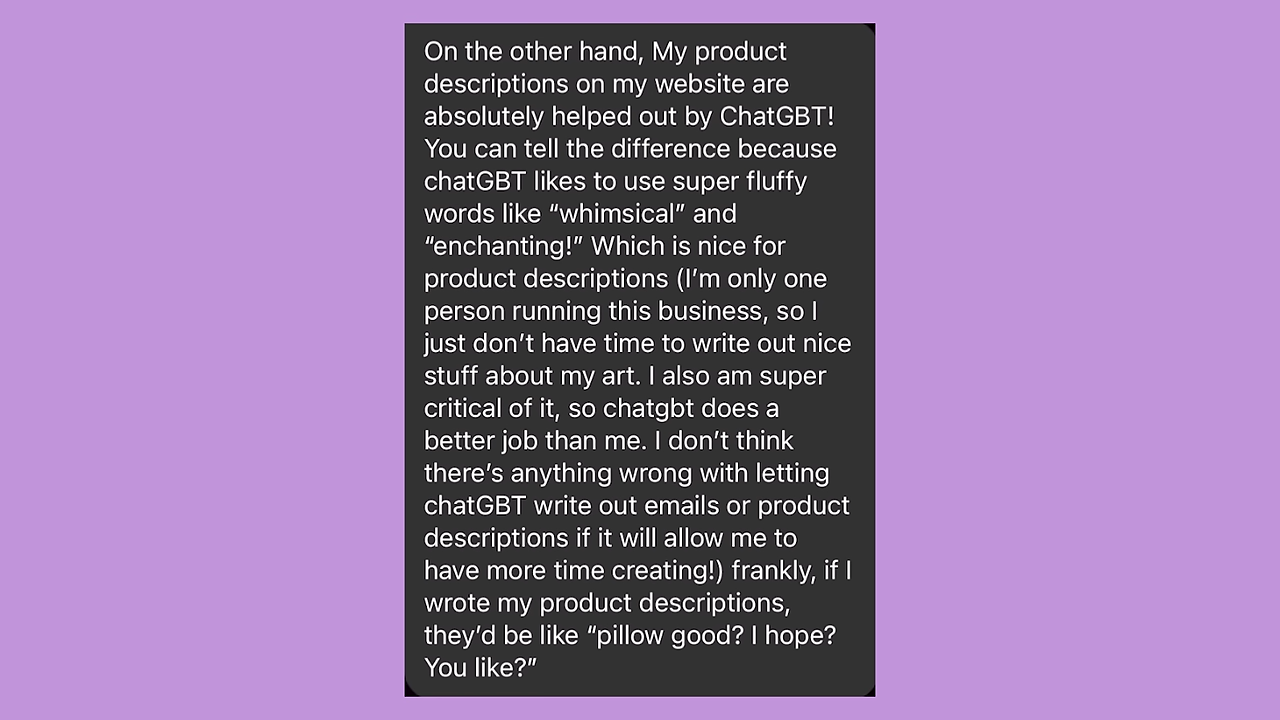 On the other hand, My product
descriptions on my website are
absolutely helped out by ChatGBT!
You can tell the difference because
chatGBT likes to use super fluffy
words like “whimsical” and
“enchanting!” Which is nice for
product descriptions (I’m only one
person running this business, so I
just don’t have time to write out nice
stuff about my art. I also am super
critical of it, so chatgbt does a
better job than me. I don’t think
there’s anything wrong with letting
chatGBT write out emails or product
descriptions if it will allow me to
have more time creating!) frankly, if I
wrote my product descriptions,
they’d be like “pillow good? I hope?
You like?”